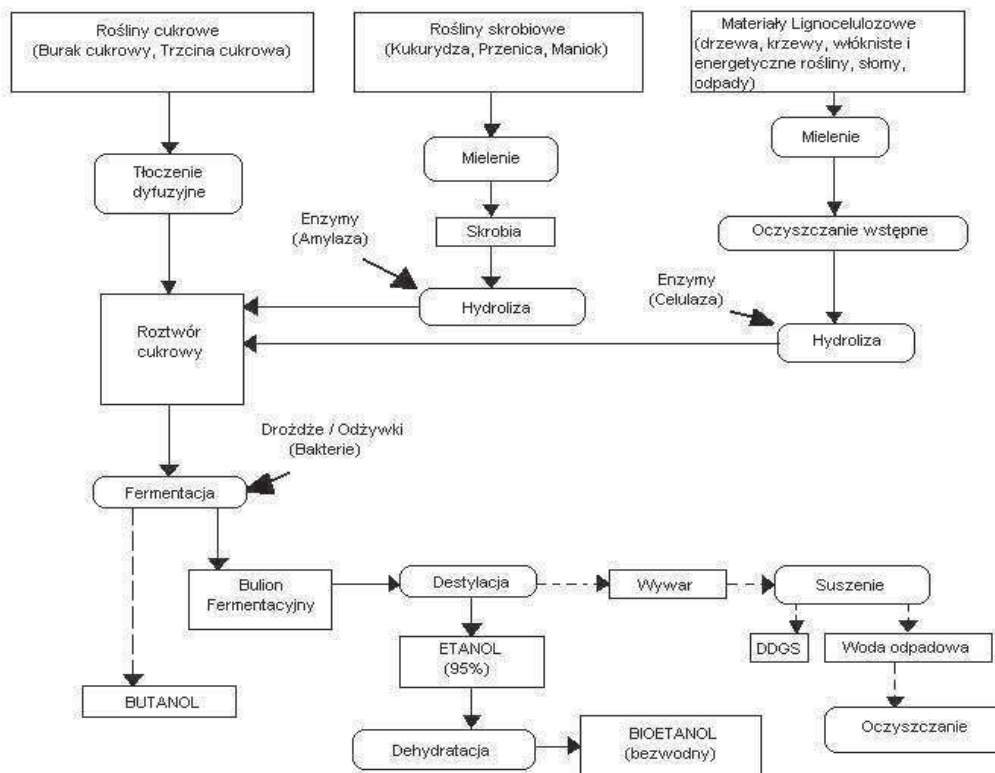 Rośliny cukrowe
(Burak cukrowy, Trzcina cukrowa)
Rośliny skrobiowe
(Kukurydza, Przenica, Maniok)
Materiały Lignocelulozowe
(drzewa, krzewy, włókniste i
energetyczne rośliny, słomy,
odpady)
Tłoczenie
dyfuzyjne
Mielenie
Mielenie
Enzymy
(Amylaza)
Skrobia
Oczyszczanie wstępne
Enzymy
(Celulaza)
Hydroliza
Hydroliza
Roztwór
cukrowy
Drożdże / Odżywki
(Bakterie)
Fermentacja
Bulion
Fermentacyjny
Destylacja
Wywar
Suszenie
ETANOL
(95%)
DDGS
Woda odpadowa
BUTANOL
Dehydratacja
BIOETANOL
(bezwodny)
Oczyszczanie